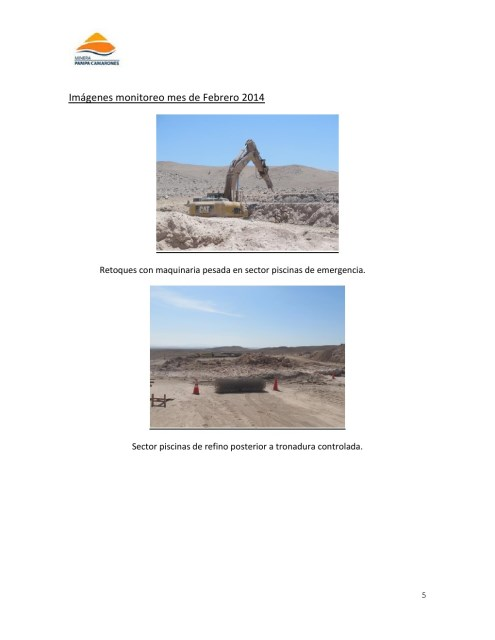 MINERA
PAMPA CAMARONES
Imágenes monitoreo mes de Febrero 2014
CAT
Retoques con maquinaria pesada en sector piscinas de emergencia.
Sector piscinas de refino posterior a tronadura controlada.
5